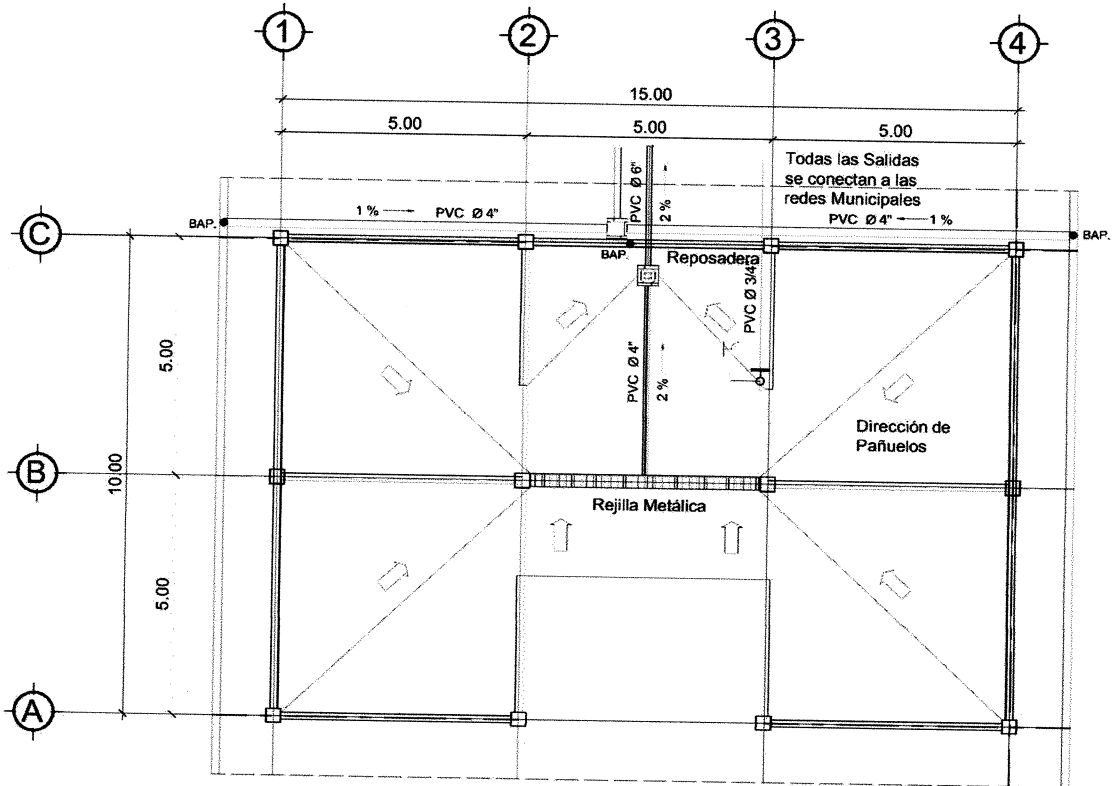 1
2
3
4
15.00
5.00
5.00
5.00
Todas las Salidas
se conectan a las
redes Municipales
PVC Ø 6"
2 %
1 %
PVC Ø 4"
PVC Ø 4"
1 %
C
BAP.
BAP.
BAP.
Reposadera
PVC Ø 3/4"
5.00
PVC Ø 4"
2 %
Dirección de
Pañuelos
B
10.00
Rejilla Metálica
5.00
A